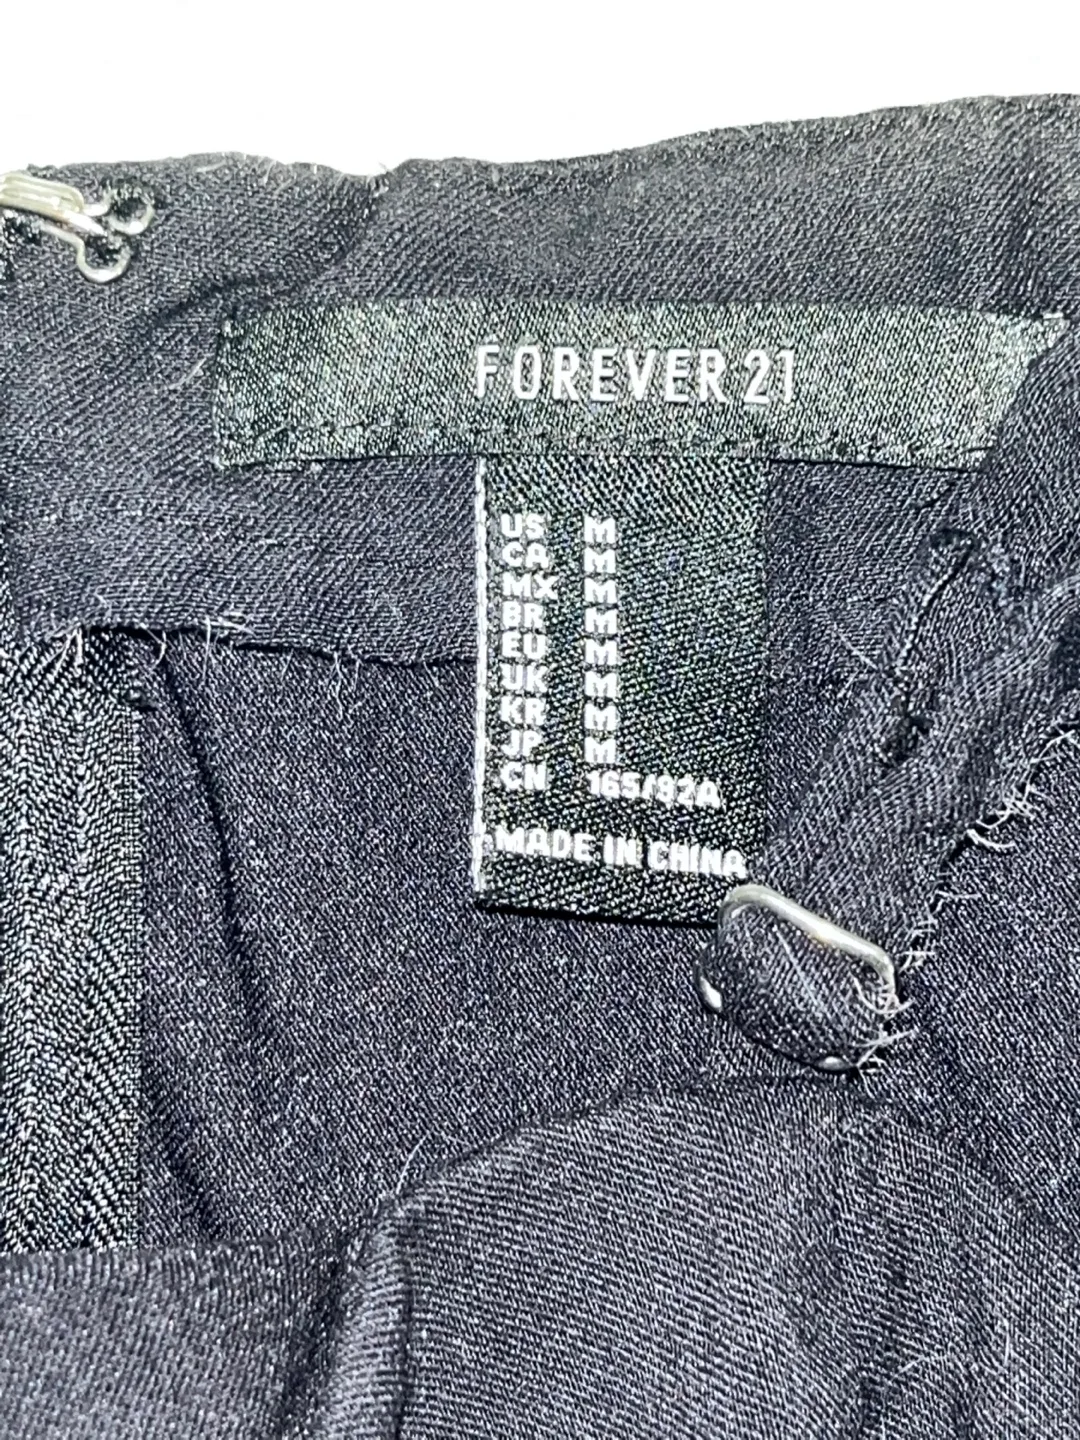 FOREVER 21
US M
CA M
MX M
BR M
EU M
UK M
KR M
JP M
CN 165/92A
MADE IN CHINA